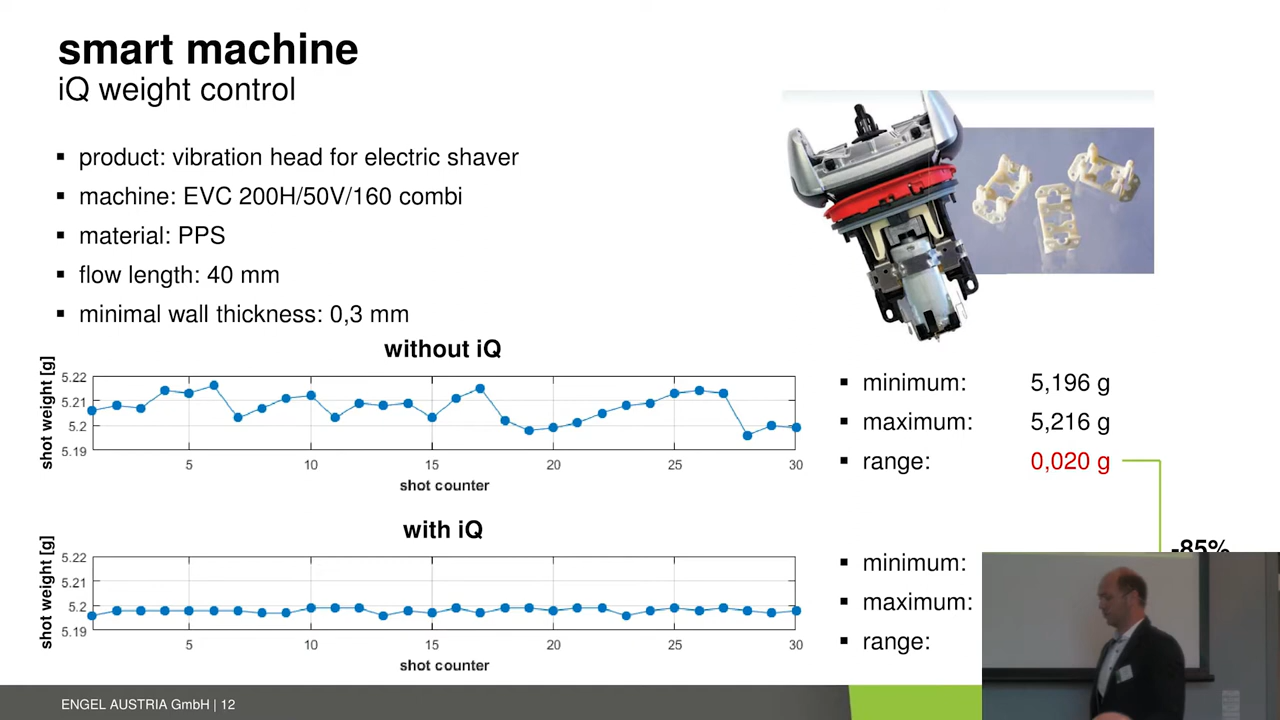 smart machine
iQ weight control
▪ product: vibration head for electric shaver
▪ machine: EVC 200H/50V/160 combi
▪ material: PPS
▪ flow length: 40 mm
▪ minimal wall thickness: 0,3 mm
without iQ
shot weight [g]
5.22
5.21
5.2
5.19
5 10 15 20 25 30
shot counter
▪ minimum: 5,196 g
▪ maximum: 5,216 g
▪ range: 0,020 g
-85%
with iQ
shot weight [g]
5.22
5.21
5.2
5.19
5 10 15 20 25 30
shot counter
▪ minimum:
▪ maximum:
▪ range:
ENGEL AUSTRIA GmbH | 12